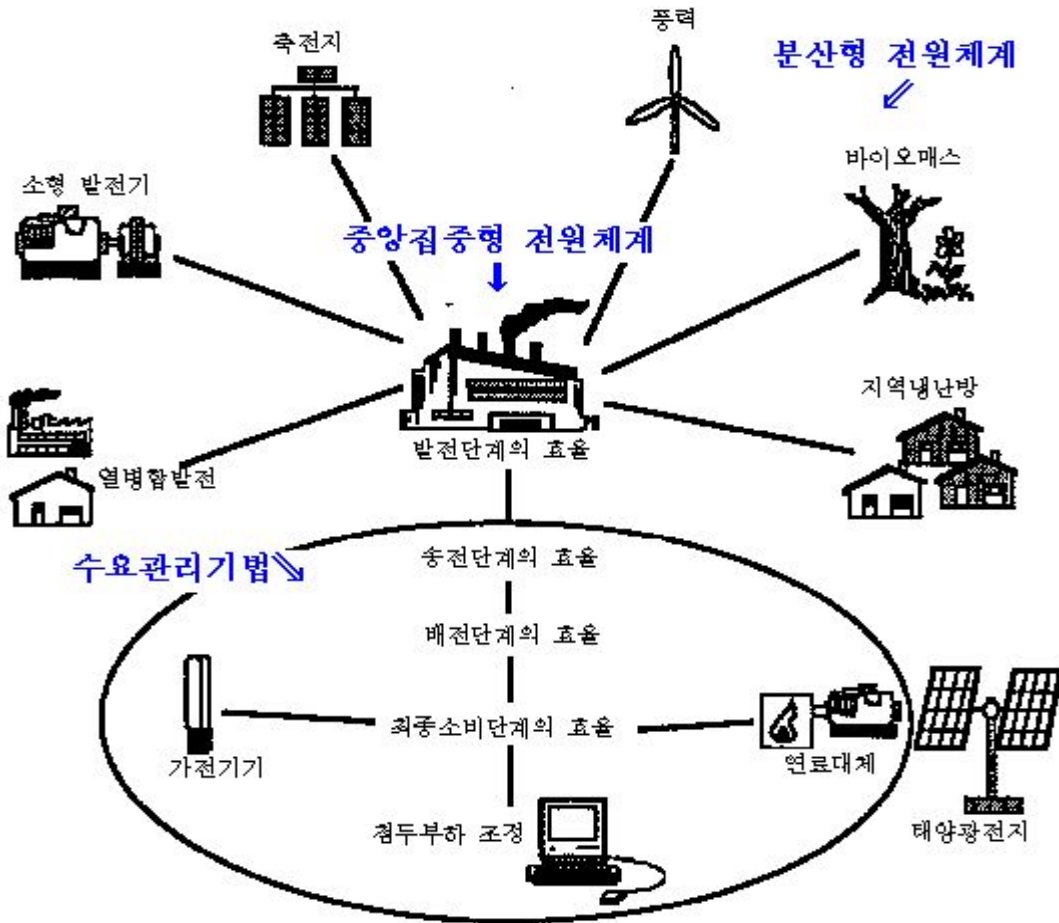 풍력
축전지
분산형 전원체계
⇙
바이오매스
소형 발전기
중앙집중형 전원체계
⬇
지역냉난방
발전단계의 효율
열병합발전
송전단계의 효율
수요관리기법⇘
배전단계의 효율
최종소비단계의 효율
가전기기
연료대체
첨두부하 조정
태양광전지